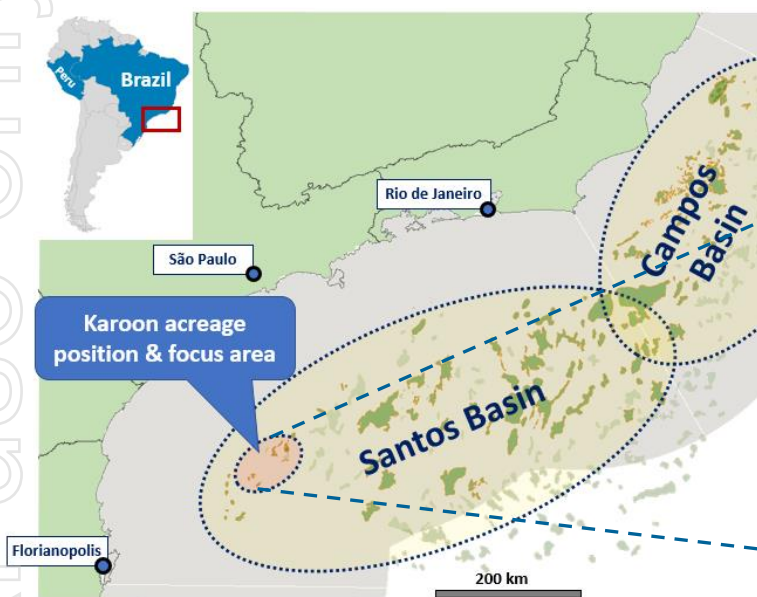 Peru
Brazil
Rio de Janeiro
São Paulo
Campos
Basin
Karoon acreage
position & focus area
Santos Basin
Florianopolis
200 km